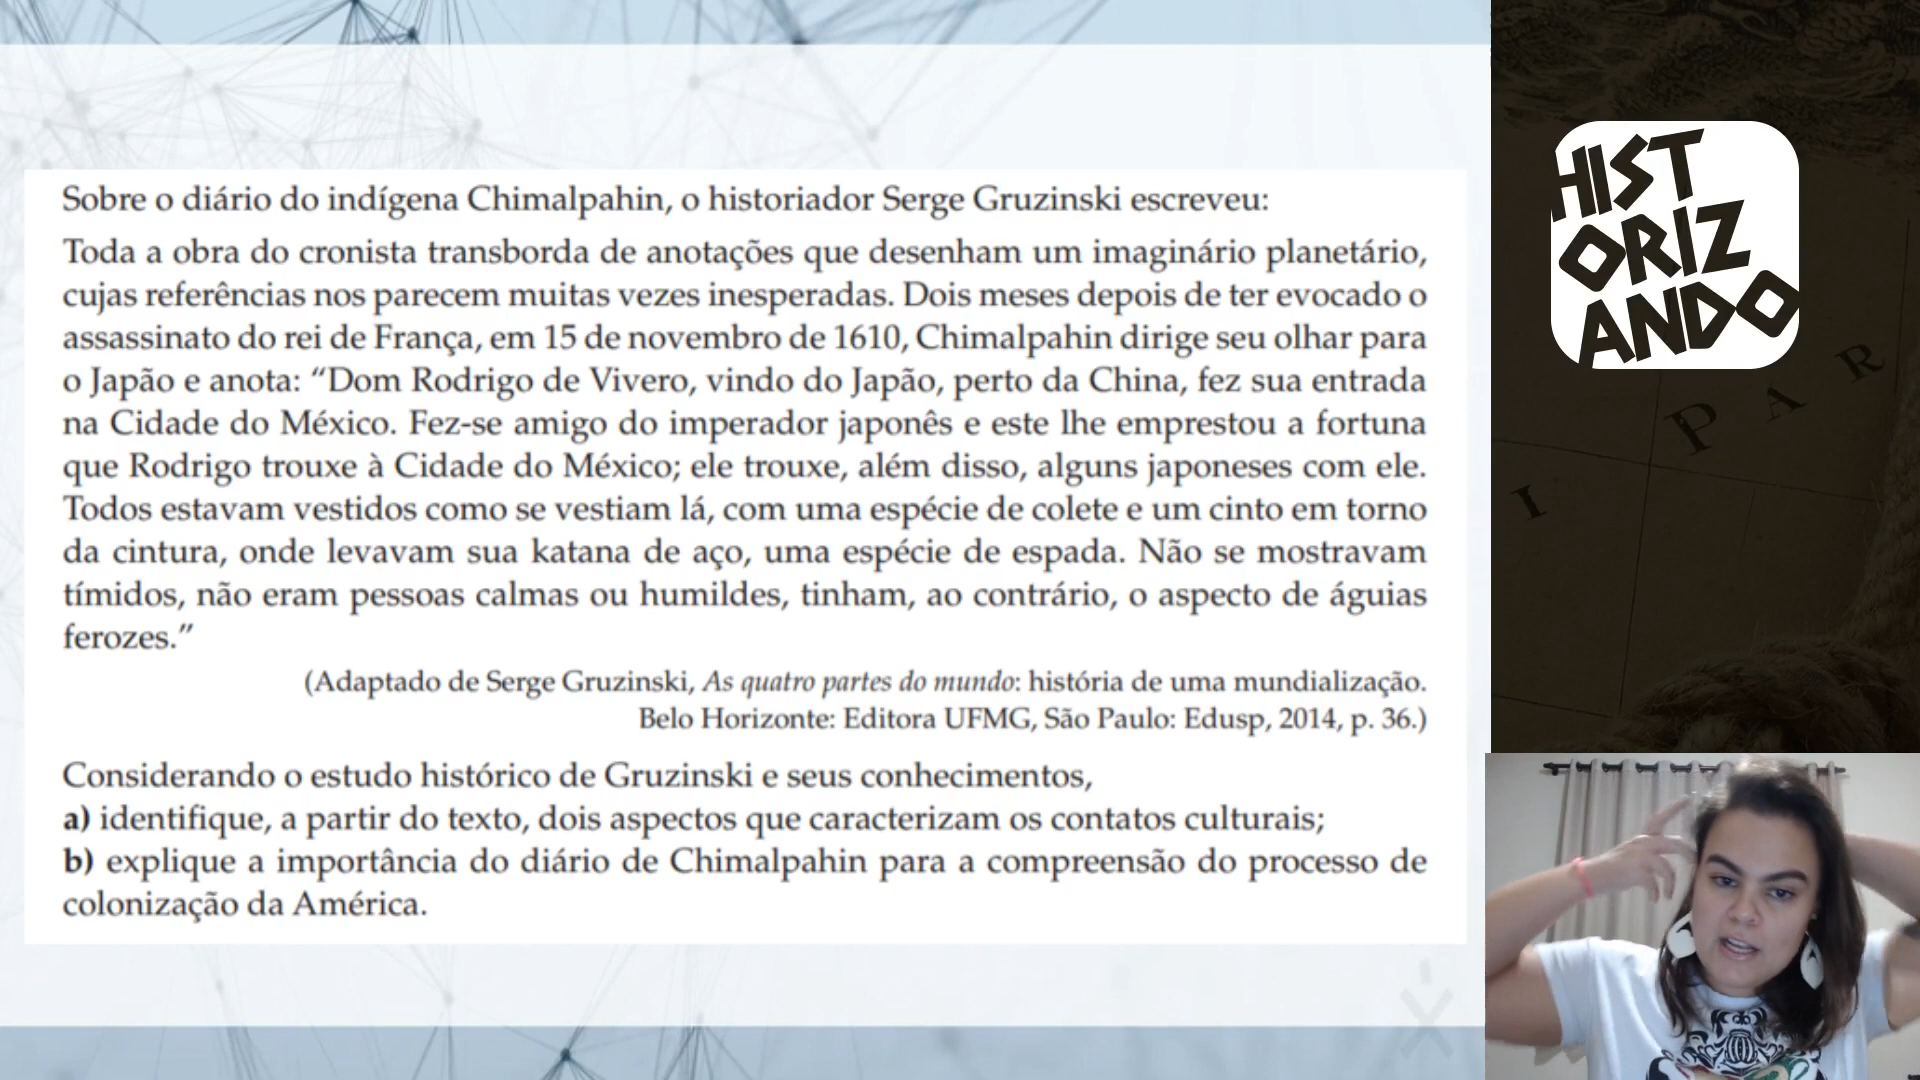 Sobre o diário do indígena Chimalpahin, o historiador Serge Gruzinski escreveu:
Toda a obra do cronista transborda de anotações que desenham um imaginário planetário,
cujas referências nos parecem muitas vezes inesperadas. Dois meses depois de ter evocado o
assassinato do rei de França, em 15 de novembro de 1610, Chimalpahin dirige seu olhar para
o Japão e anota: “Dom Rodrigo de Vivero, vindo do Japão, perto da China, fez sua entrada
na Cidade do México. Fez-se amigo do imperador japonês e este lhe emprestou a fortuna
que Rodrigo trouxe à Cidade do México; ele trouxe, além disso, alguns japoneses com ele.
Todos estavam vestidos como se vestiam lá, com uma espécie de colete e um cinto em torno
da cintura, onde levavam sua katana de aço, uma espécie de espada. Não se mostravam
tímidos, não eram pessoas calmas ou humildes, tinham, ao contrário, o aspecto de águias
ferozes.”
(Adaptado de Serge Gruzinski, As quatro partes do mundo: história de uma mundialização.
Belo Horizonte: Editora UFMG, São Paulo: Edusp, 2014, p. 36.)
Considerando o estudo histórico de Gruzinski e seus conhecimentos,
a) identifique, a partir do texto, dois aspectos que caracterizam os contatos culturais;
b) explique a importância do diário de Chimalpahin para a compreensão do processo de
colonização da América.
HIST
ORIZ
ANDO
I P A R